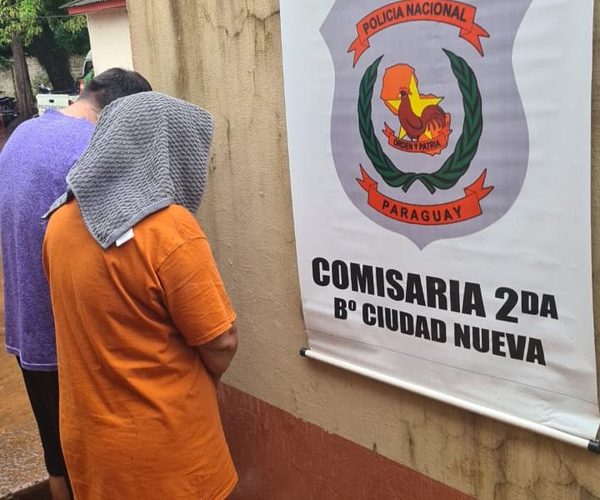 POLICIA NACIONAL
ORDEN Y PATRIA
PARAGUAY
COMISARIA 2DA
Bº CIUDAD NUEVA